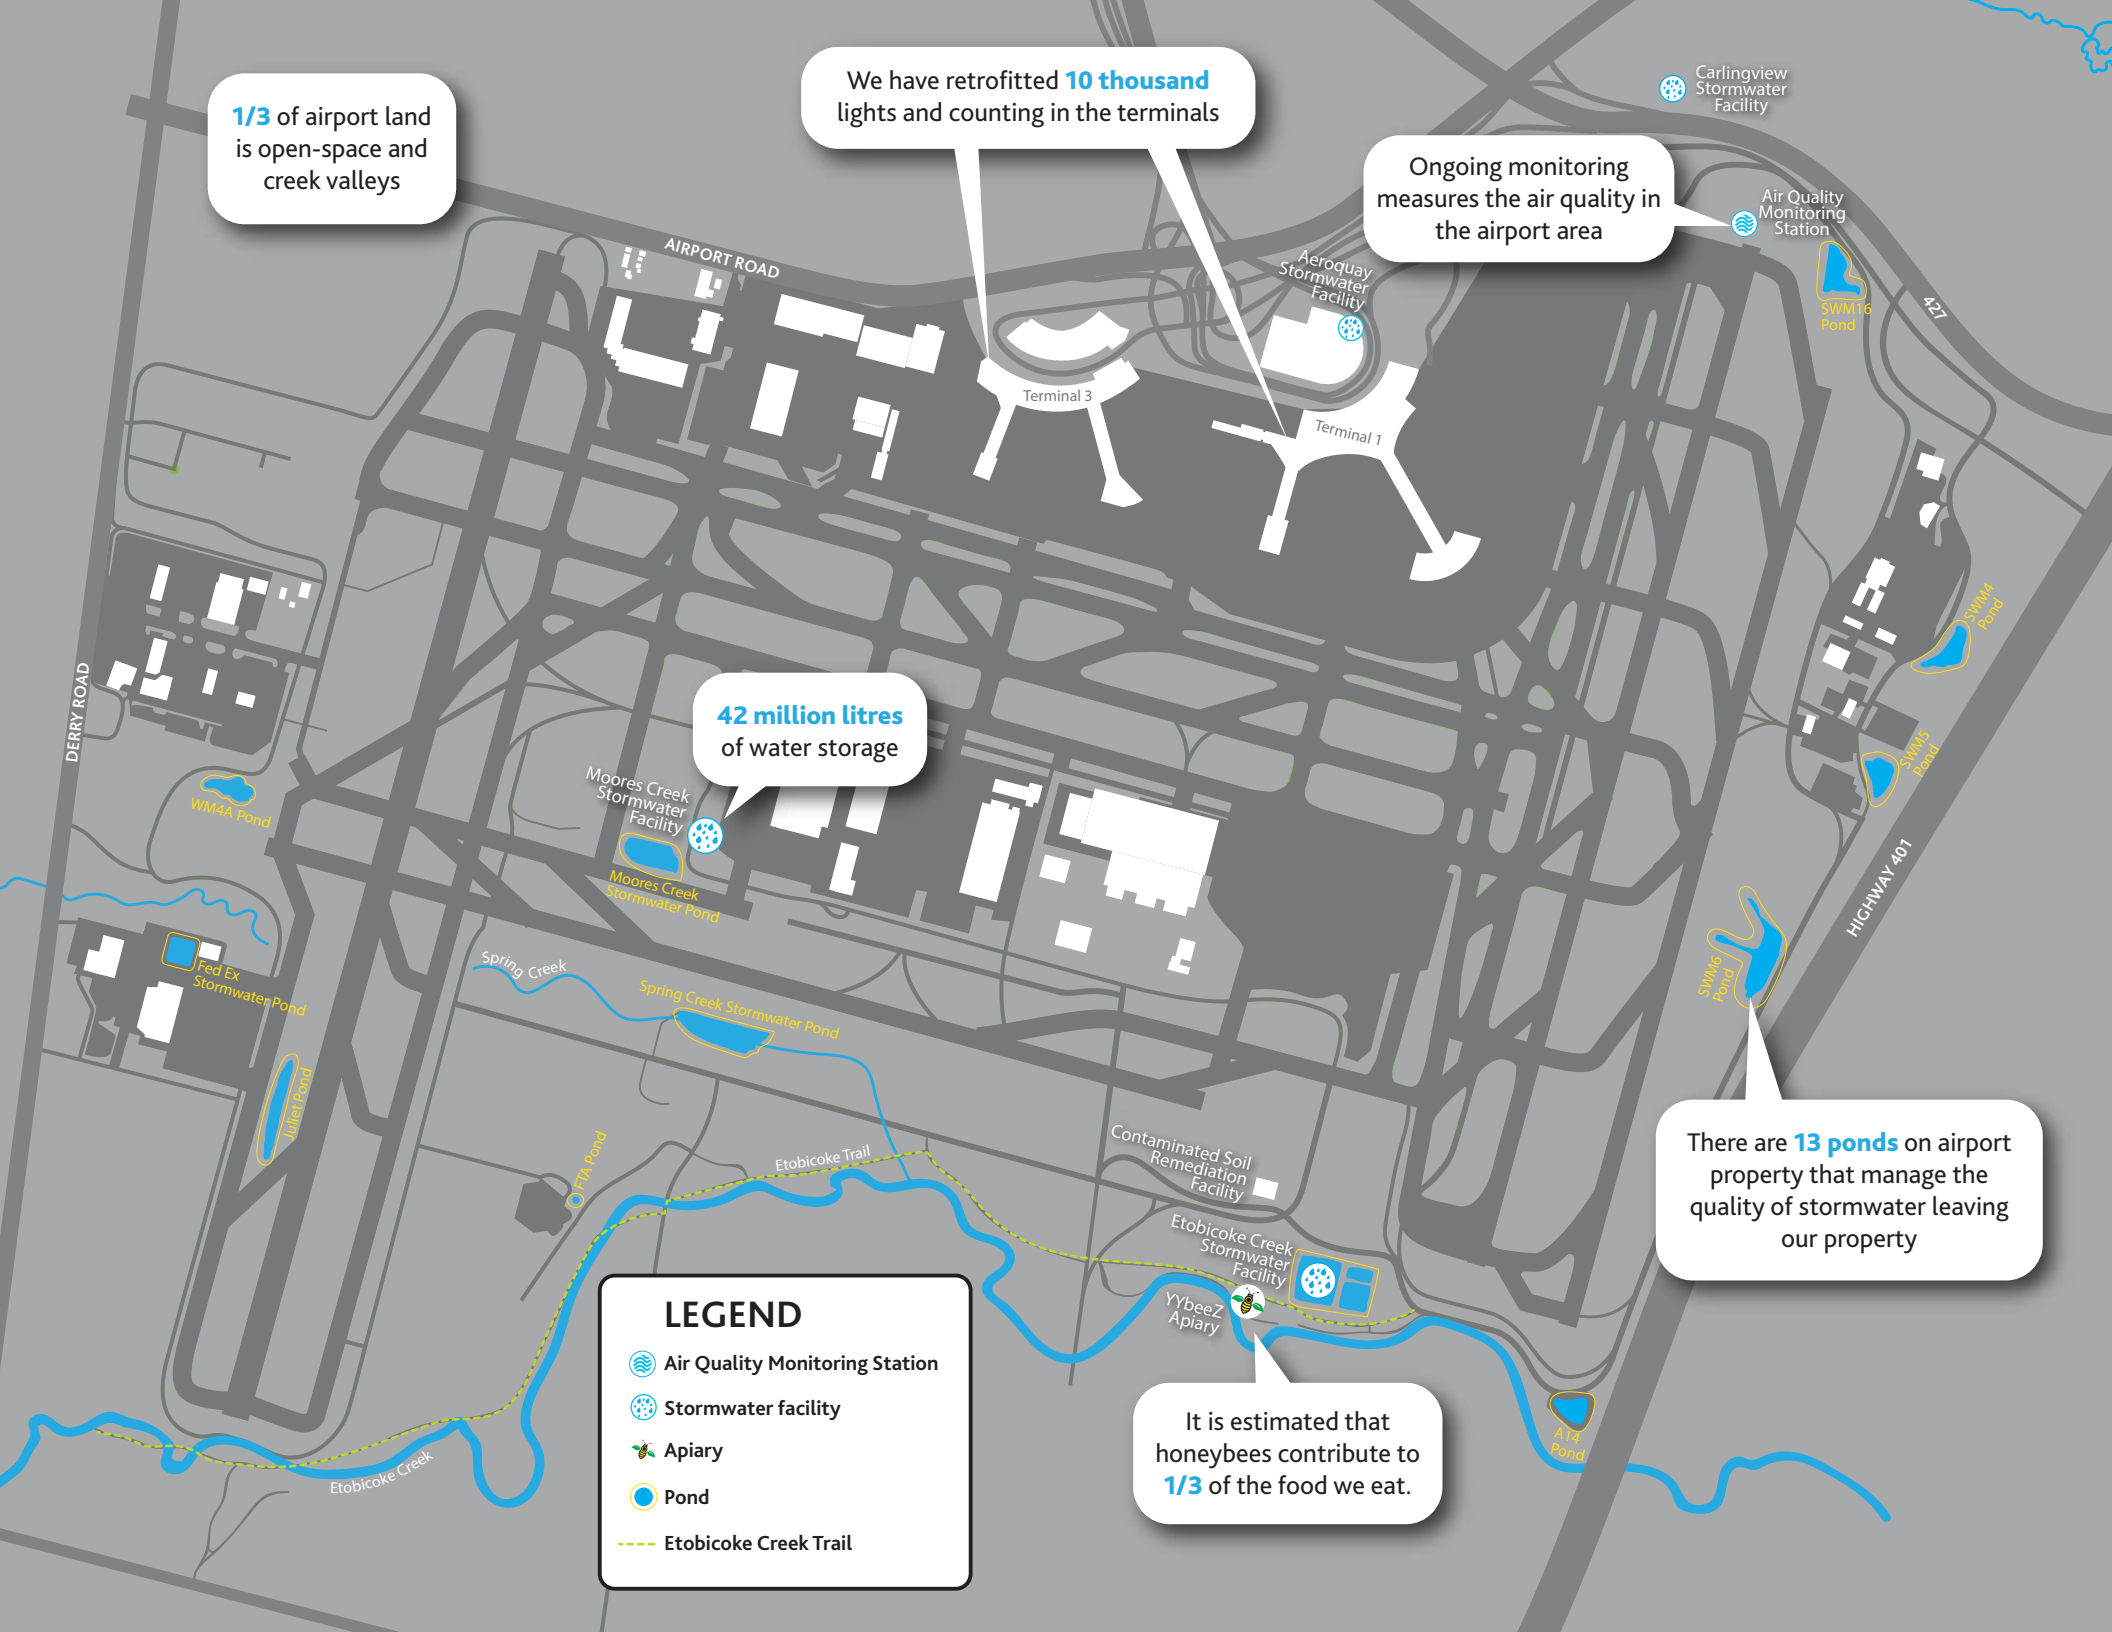 1/3 of airport land
is open-space and
creek valleys
We have retrofitted 10 thousand
lights and counting in the terminals
Carlingview
Stormwater
Facility
Ongoing monitoring
measures the air quality in
the airport area
Air Quality
Monitoring
Station
AIRPORT ROAD
Aeroquay
Stormwater
Facility
SWM16
Pond
427
Terminal 3
Terminal 1
SWM4
Pond
DERRY ROAD
42 million litres
of water storage
SWM5
Pond
Moores Creek
Stormwater
Facility
WM4A Pond
Moores Creek
Stormwater Pond
HIGHWAY 401
Fed Ex
Stormwater Pond
Spring Creek
Spring Creek Stormwater Pond
SWM6
Pond
Juliet Pond
FTA Pond
Etobicoke Trail
Contaminated Soil
Remediation
Facility
There are 13 ponds on airport
property that manage the
quality of stormwater leaving
our property
Etobicoke Creek
Stormwater
Facility
YYbeeZ
Apiary
LEGEND
Air Quality Monitoring Station
Stormwater facility
Apiary
Pond
Etobicoke Creek Trail
It is estimated that
honeybees contribute to
1/3 of the food we eat.
A14
Pond
Etobicoke Creek